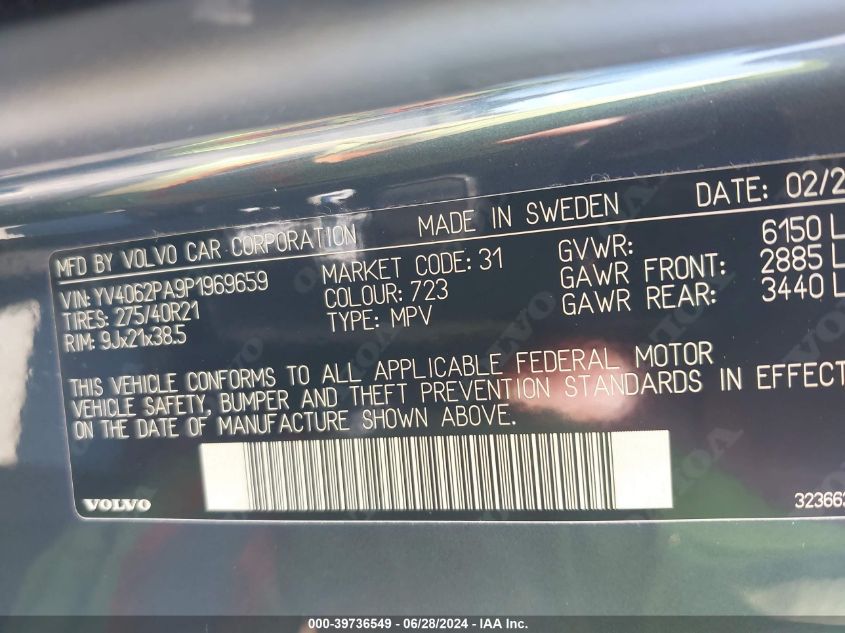 MFD BY VOLVO CAR CORPORATION MADE IN SWEDEN DATE: 02/2
VIN: YV4062PA9P1969659 MARKET CODE: 31 GVWR: 6150 L
TIRES: 275/40R21 COLOUR: 723 GAWR FRONT: 2885 L
RIM: 9Jx21x38.5 TYPE: MPV GAWR REAR: 3440 L
THIS VEHICLE CONFORMS TO ALL APPLICABLE FEDERAL MOTOR
VEHICLE SAFETY, BUMPER AND THEFT PREVENTION STANDARDS IN EFFECT
ON THE DATE OF MANUFACTURE SHOWN ABOVE.
VOLVO 32366
000-39736549 - 06/28/2024 - IAA Inc.